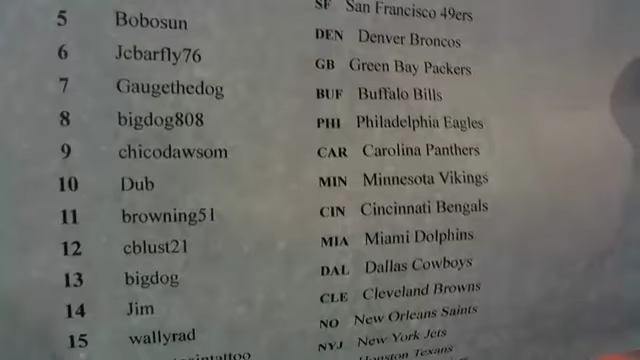 5 Bobosun SF San Francisco 49ers
6 Jcbarfly76 DEN Denver Broncos
7 Gaugethedog GB Green Bay Packers
8 bigdog808 BUF Buffalo Bills
9 chicodawsom PHI Philadelphia Eagles
10 Dub CAR Carolina Panthers
11 browning51 MIN Minnesota Vikings
12 cblust21 CIN Cincinnati Bengals
13 bigdog MIA Miami Dolphins
14 Jim DAL Dallas Cowboys
15 wallyrad CLE Cleveland Browns
NO New Orleans Saints
NYJ New York Jets
Houston Texans